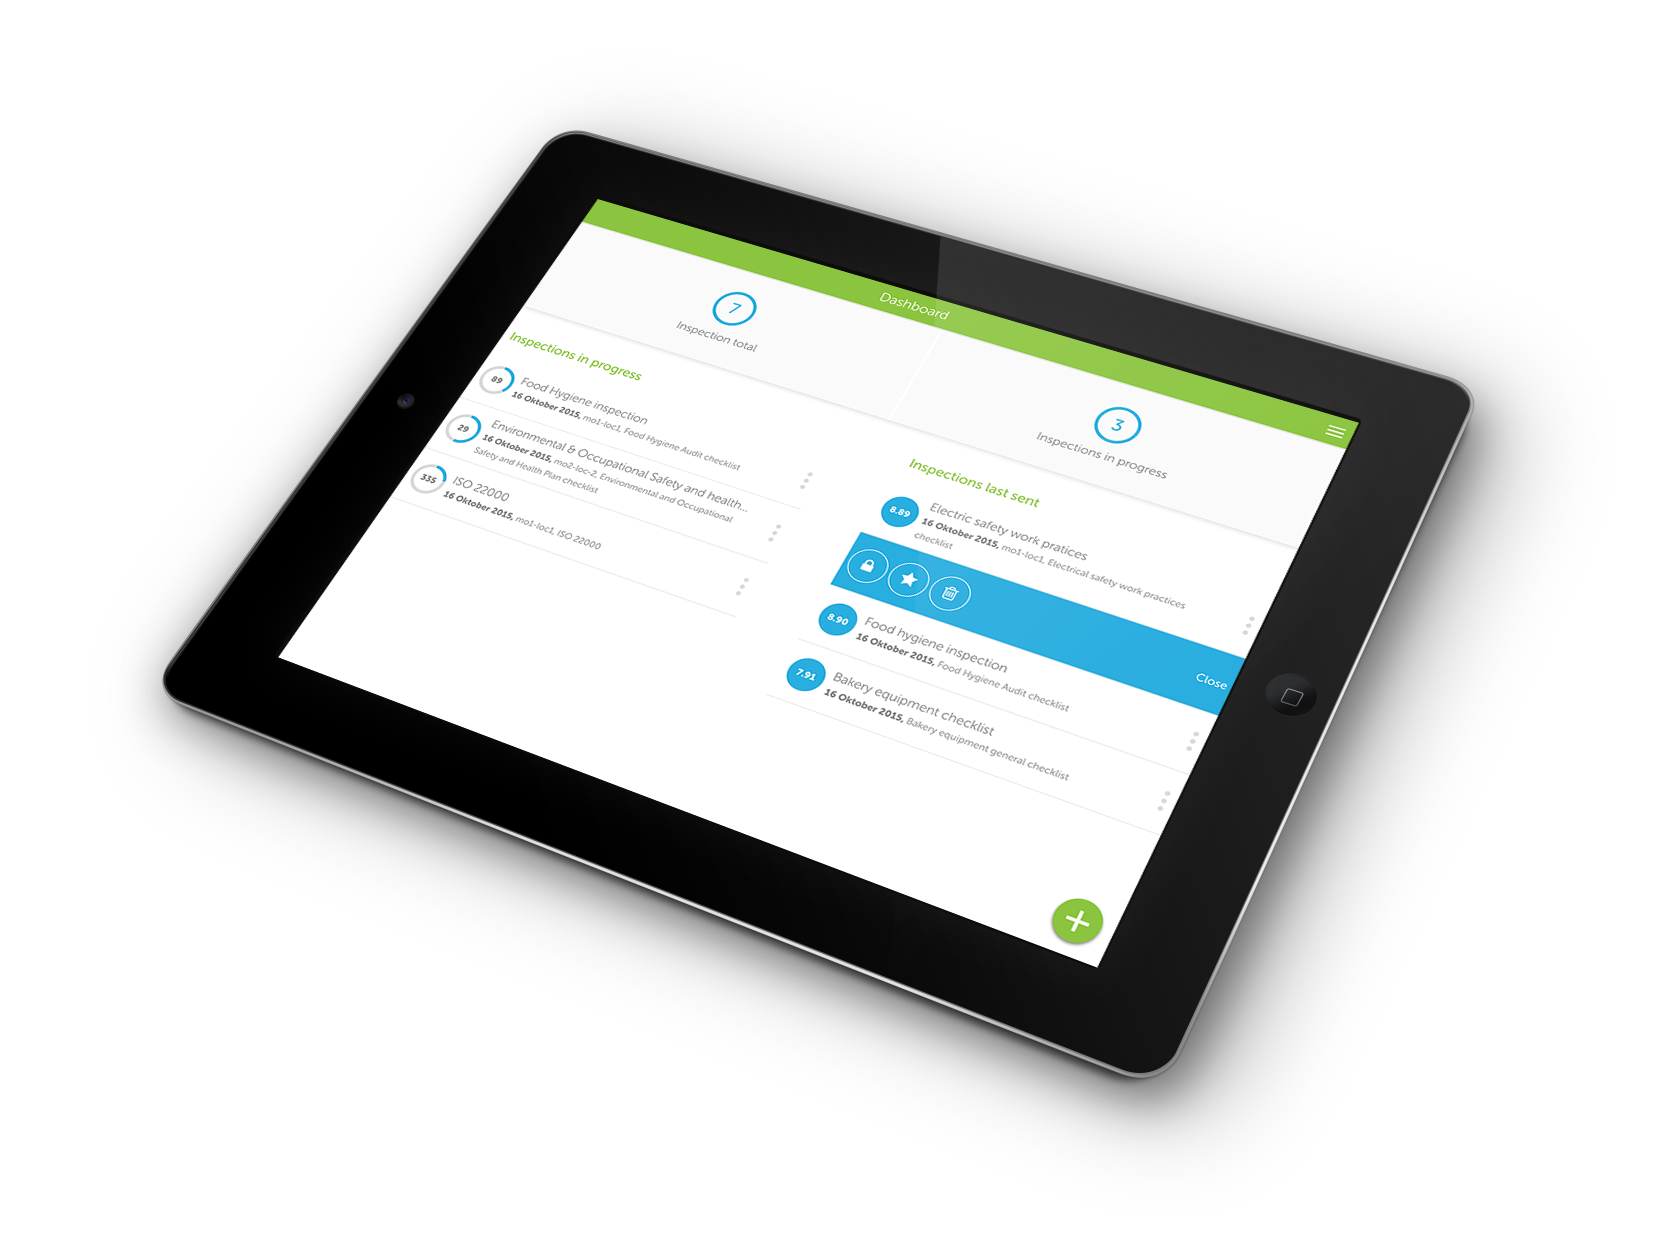 Dashboard
7
Inspection total
3
Inspections in progress
Inspections in progress
89
Food Hygiene inspection
16 Oktober 2015, mo1-loc1, Food Hygiene Audit checklist
29
Environmental & Occupational Safety and health...
16 Oktober 2015, mo2-loc-2, Environmental and Occupational
Safety and Health Plan checklist
335
ISO 22000
16 Oktober 2015, mo1-loc1, ISO 22000
Inspections last sent
8.89
Electric safety work pratices
16 Oktober 2015, mo1-loc1, Electrical safety work practices
checklist
Close
8.90
Food hygiene inspection
16 Oktober 2015, Food Hygiene Audit checklist
7.91
Bakery equipment checklist
16 Oktober 2015, Bakery equipment general checklist